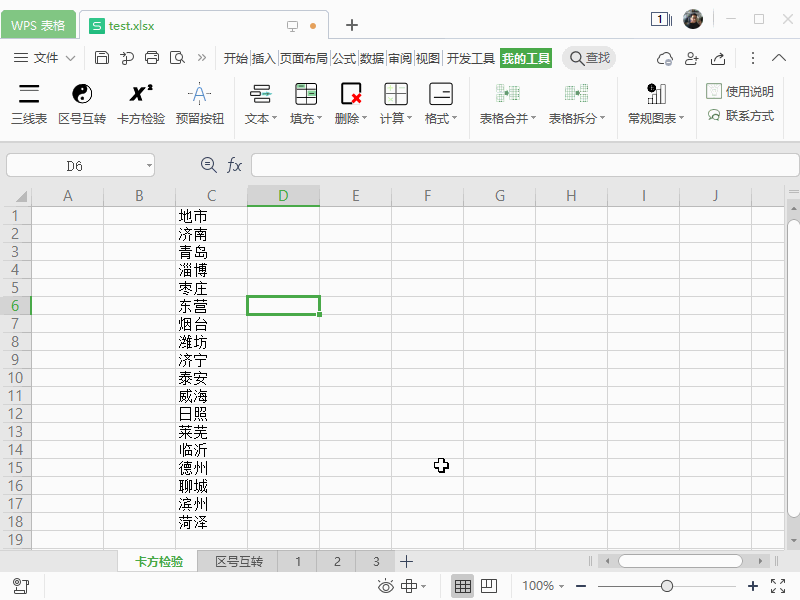 WPS 表格 S test.xlsx 1
文件 开始 插入 页面布局 公式 数据 审阅 视图 开发工具 我的工具 查找
三线表 区号互转 卡方检验 预留按钮 文本 填充 删除 计算 格式 表格合并 表格拆分 常规图表 使用说明
联系方式
D6 fx
A B C D E F G H I J
1 地市
2 济南
3 青岛
4 淄博
5 枣庄
6 东营
7 烟台
8 潍坊
9 济宁
10 泰安
11 威海
12 日照
13 莱芜
14 临沂
15 德州
16 聊城
17 滨州
18 菏泽
19
卡方检验 区号互转 1 2 3
100%